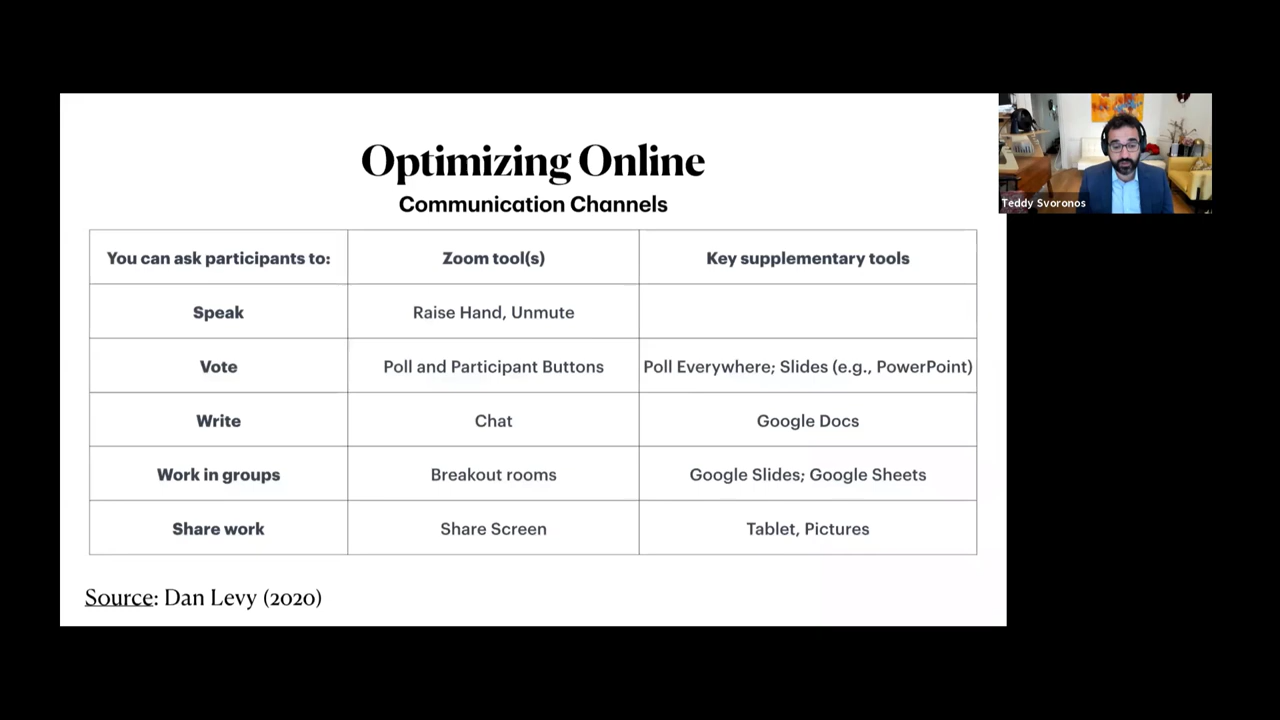 Optimizing Online
Communication Channels
You can ask participants to: Zoom tool(s) Key supplementary tools
Speak Raise Hand, Unmute
Vote Poll and Participant Buttons Poll Everywhere; Slides (e.g., PowerPoint)
Write Chat Google Docs
Work in groups Breakout rooms Google Slides; Google Sheets
Share work Share Screen Tablet, Pictures
Source: Dan Levy (2020)
Teddy Svoronos